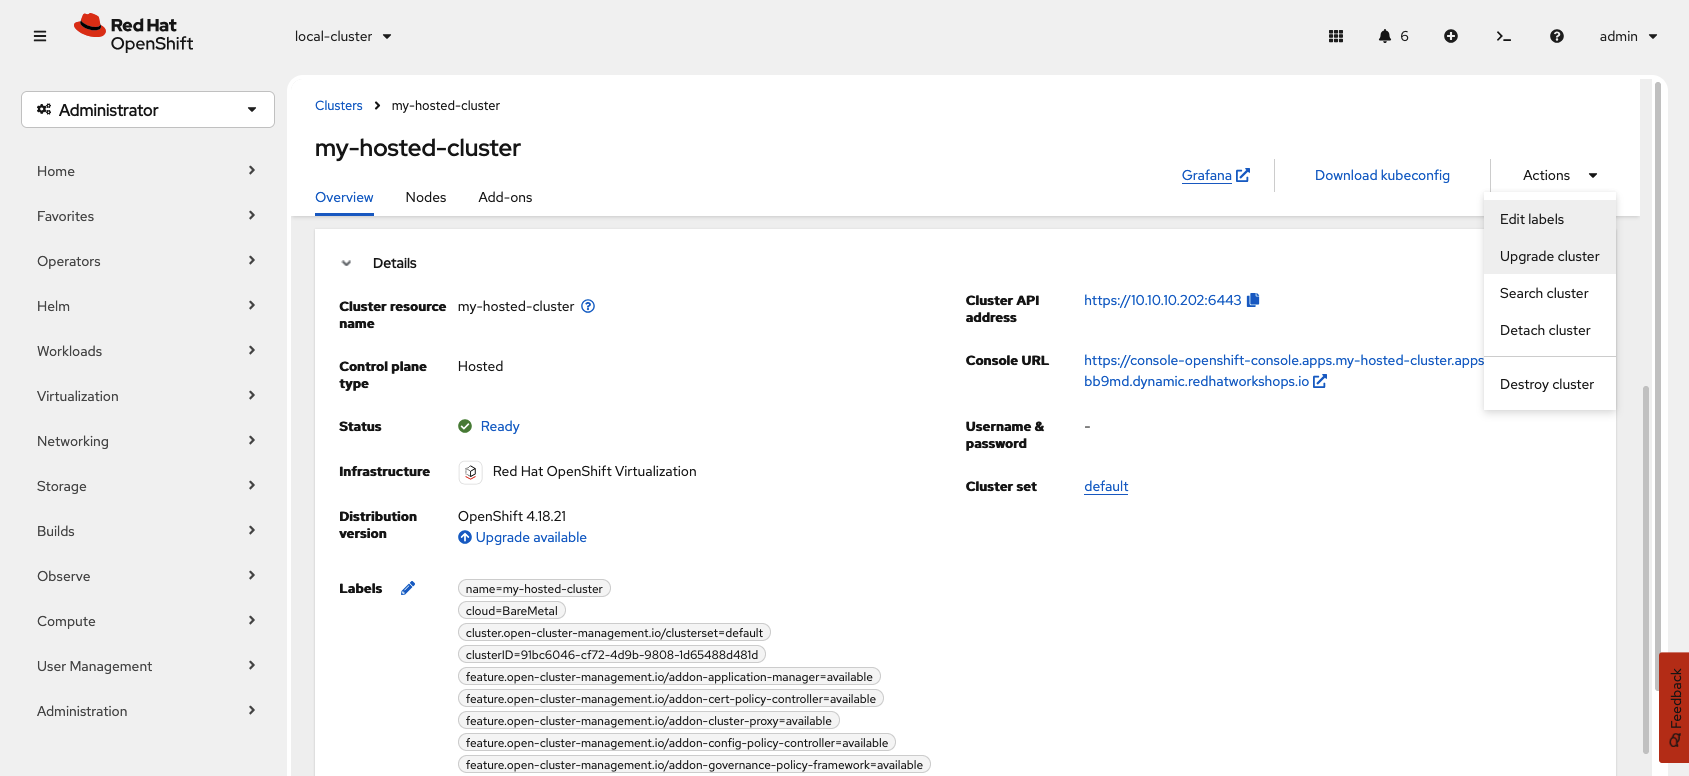 Red Hat
OpenShift
local-cluster
6
admin
Administrator
Home
Favorites
Operators
Helm
Workloads
Virtualization
Networking
Storage
Builds
Observe
Compute
User Management
Administration
Clusters
my-hosted-cluster
my-hosted-cluster
Grafana
Download kubeconfig
Actions
Overview
Nodes
Add-ons
Edit labels
Upgrade cluster
Search cluster
Detach cluster
Destroy cluster
Details
Cluster resource
name
my-hosted-cluster
Control plane
type
Hosted
Status
Ready
Infrastructure
Red Hat OpenShift Virtualization
Distribution
version
OpenShift 4.18.21
Upgrade available
Labels
name=my-hosted-cluster
cloud=BareMetal
cluster.open-cluster-management.io/clusterset=default
clusterID=91bc6046-cf72-4d9b-9808-1d65488d481d
feature.open-cluster-management.io/addon-application-manager=available
feature.open-cluster-management.io/addon-cert-policy-controller=available
feature.open-cluster-management.io/addon-cluster-proxy=available
feature.open-cluster-management.io/addon-config-policy-controller=available
feature.open-cluster-management.io/addon-governance-policy-framework=available
Cluster API
address
https://10.10.10.202:6443
Console URL
https://console-openshift-console.apps.my-hosted-cluster.apps
bb9md.dynamic.redhatworkshops.io
Username &
password
-
Cluster set
default
Feedback